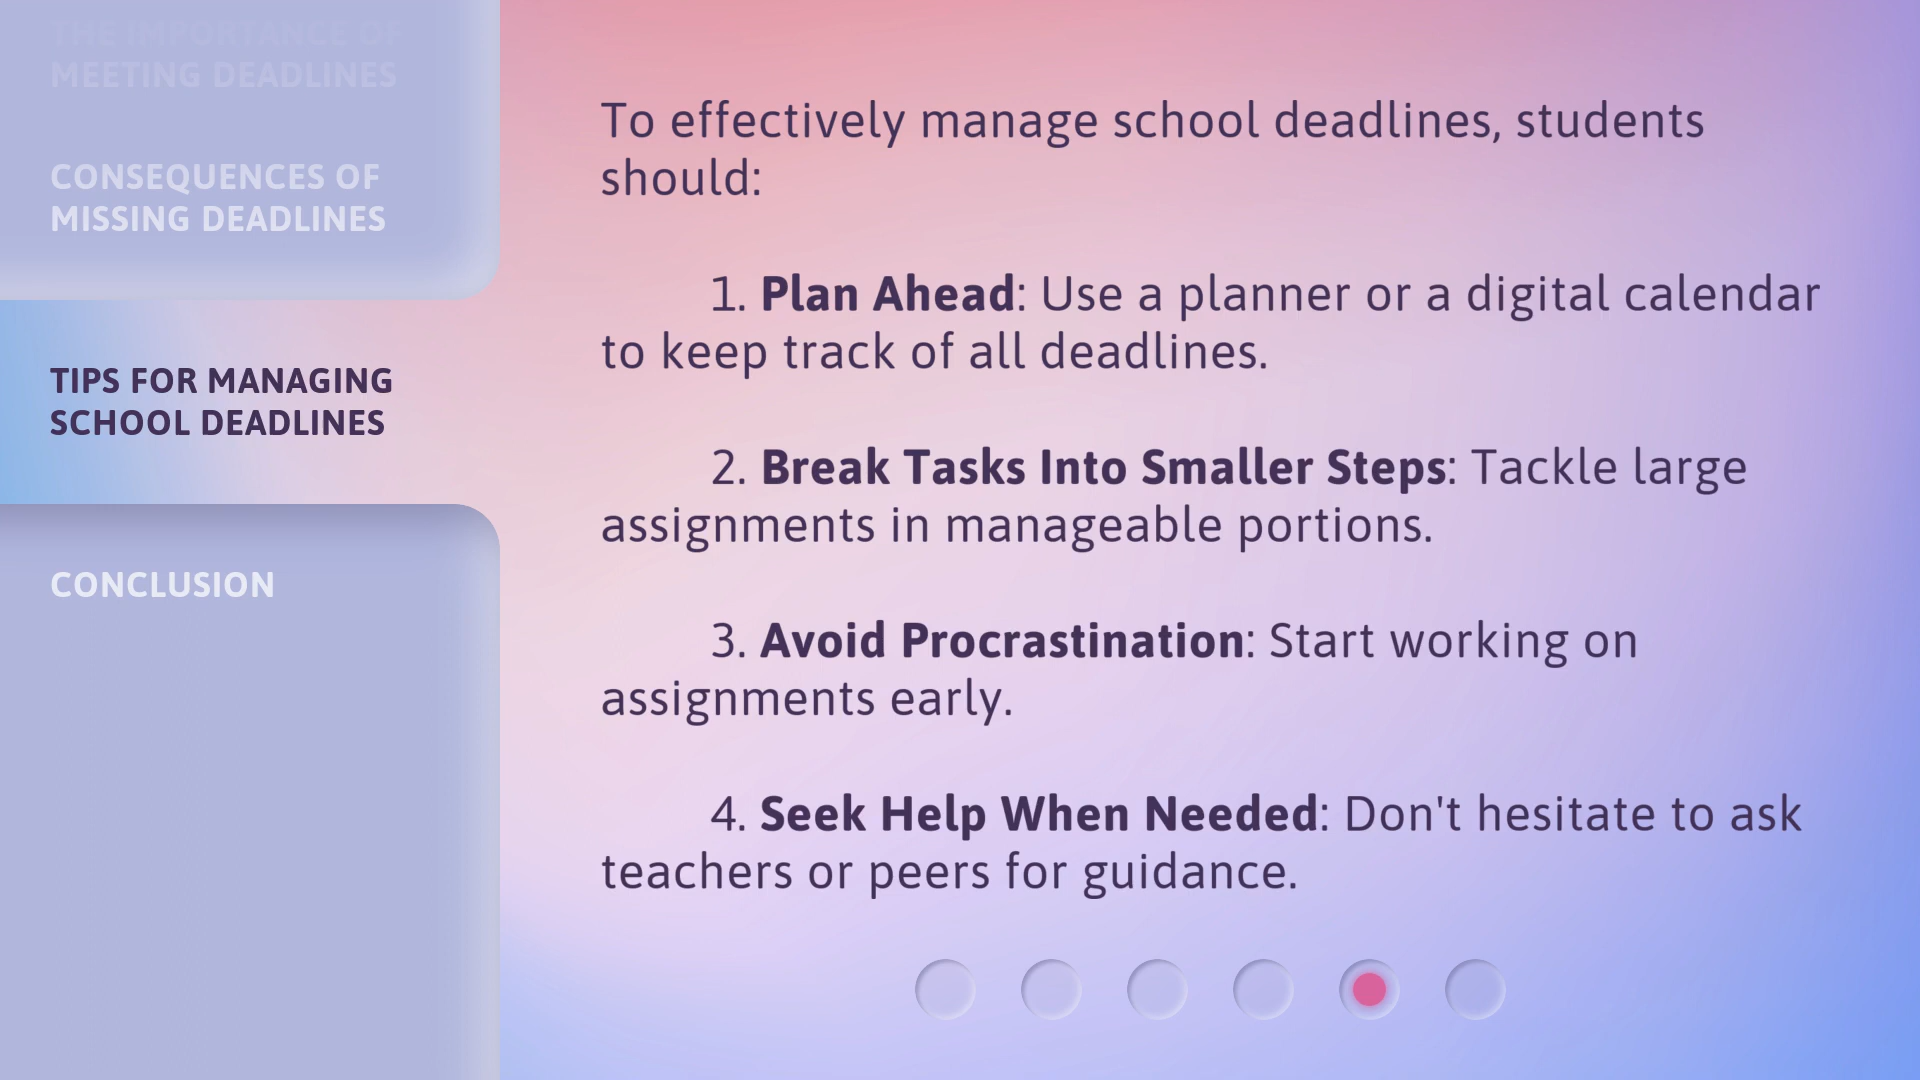 THE IMPORTANCE OF
MEETING DEADLINES
CONSEQUENCES OF
MISSING DEADLINES
TIPS FOR MANAGING
SCHOOL DEADLINES
CONCLUSION
To effectively manage school deadlines, students
should:
1. Plan Ahead: Use a planner or a digital calendar
to keep track of all deadlines.
2. Break Tasks Into Smaller Steps: Tackle large
assignments in manageable portions.
3. Avoid Procrastination: Start working on
assignments early.
4. Seek Help When Needed: Don't hesitate to ask
teachers or peers for guidance.